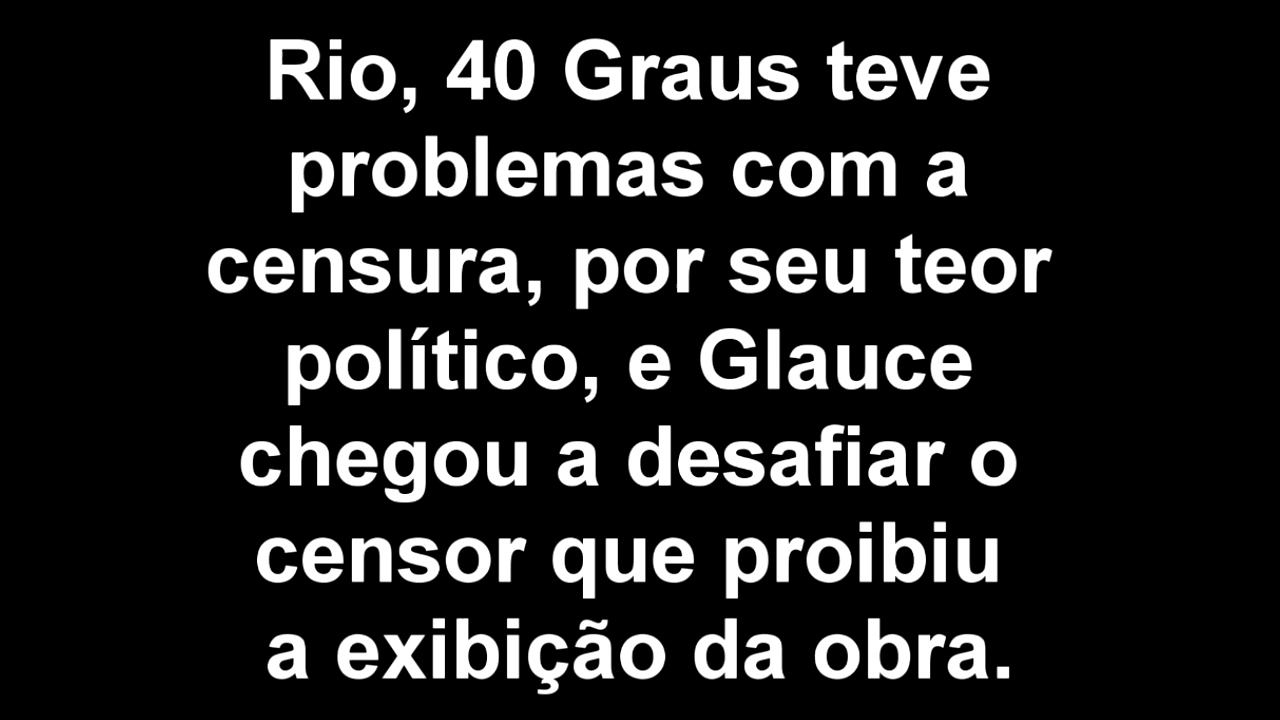 Rio, 40 Graus teve
problemas com a
censura, por seu teor
político, e Glauce
chegou a desafiar o
censor que proibiu
a exibição da obra.